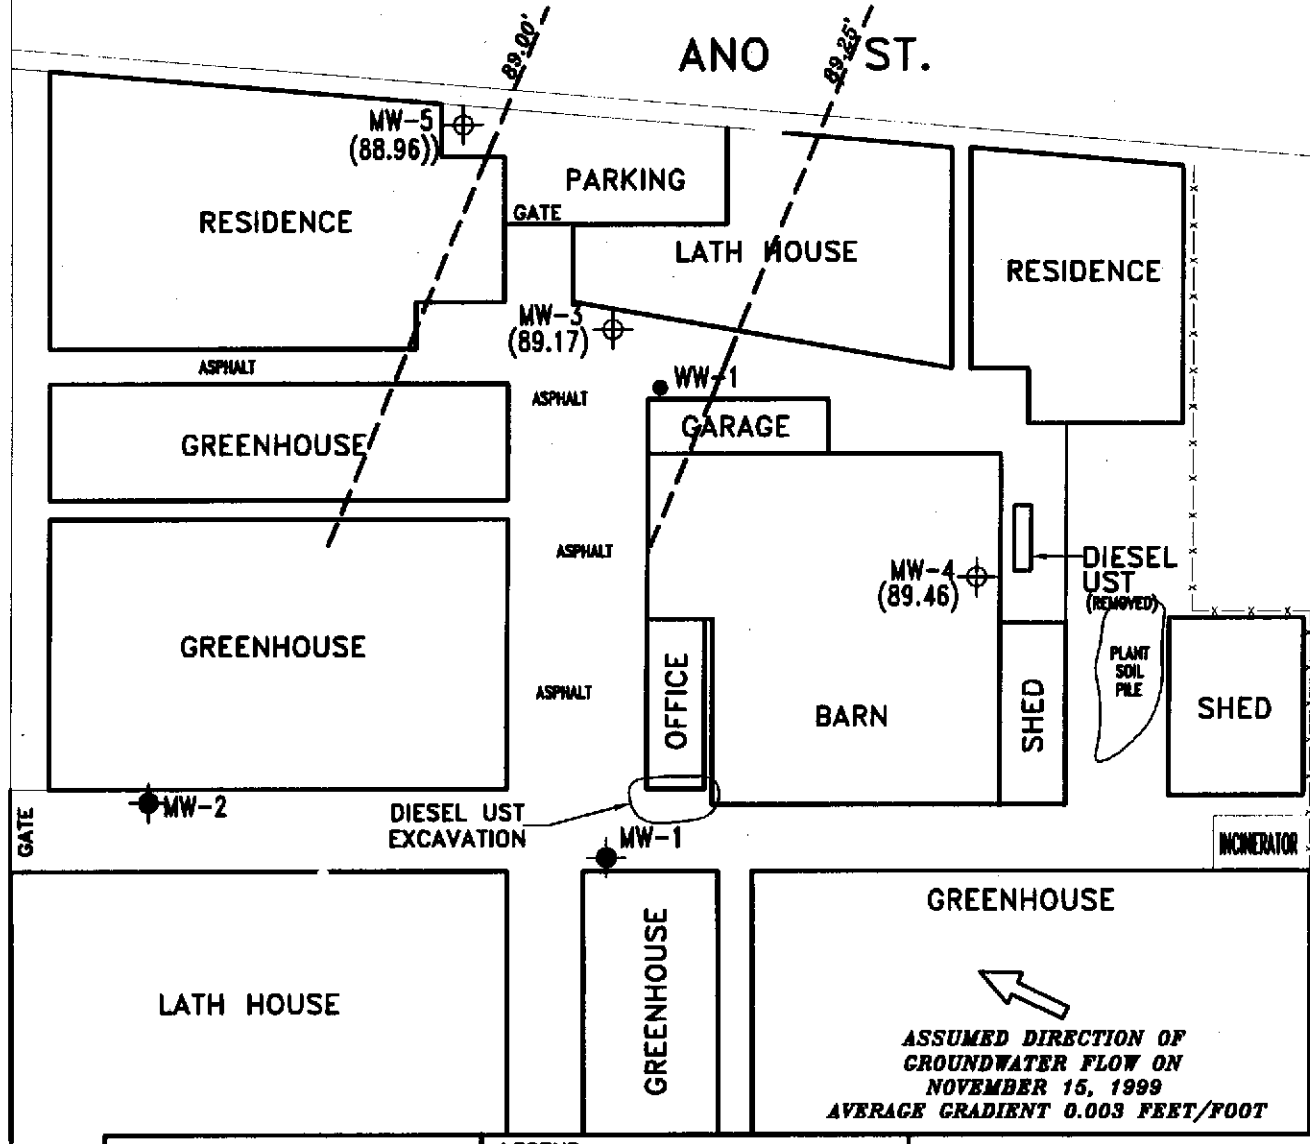 ANO ST.
89.00'
89.25'
MW-5
(88.96))
PARKING
GATE
RESIDENCE
LATH HOUSE
RESIDENCE
MW-3
(89.17)
ASPHALT
WW-1
ASPHALT
GARAGE
GREENHOUSE
ASPHALT
DIESEL
UST
(REMOVED)
MW-4
(89.46)
GREENHOUSE
PLANT
SOIL
PILE
ASPHALT
OFFICE
BARN
SHED
SHED
MW-2
DIESEL UST
EXCAVATION
GATE
MW-1
INCINERATOR
GREENHOUSE
GREENHOUSE
LATH HOUSE
ASSUMED DIRECTION OF
GROUNDWATER FLOW ON
NOVEMBER 15, 1999
AVERAGE GRADIENT 0.003 FEET/FOOT